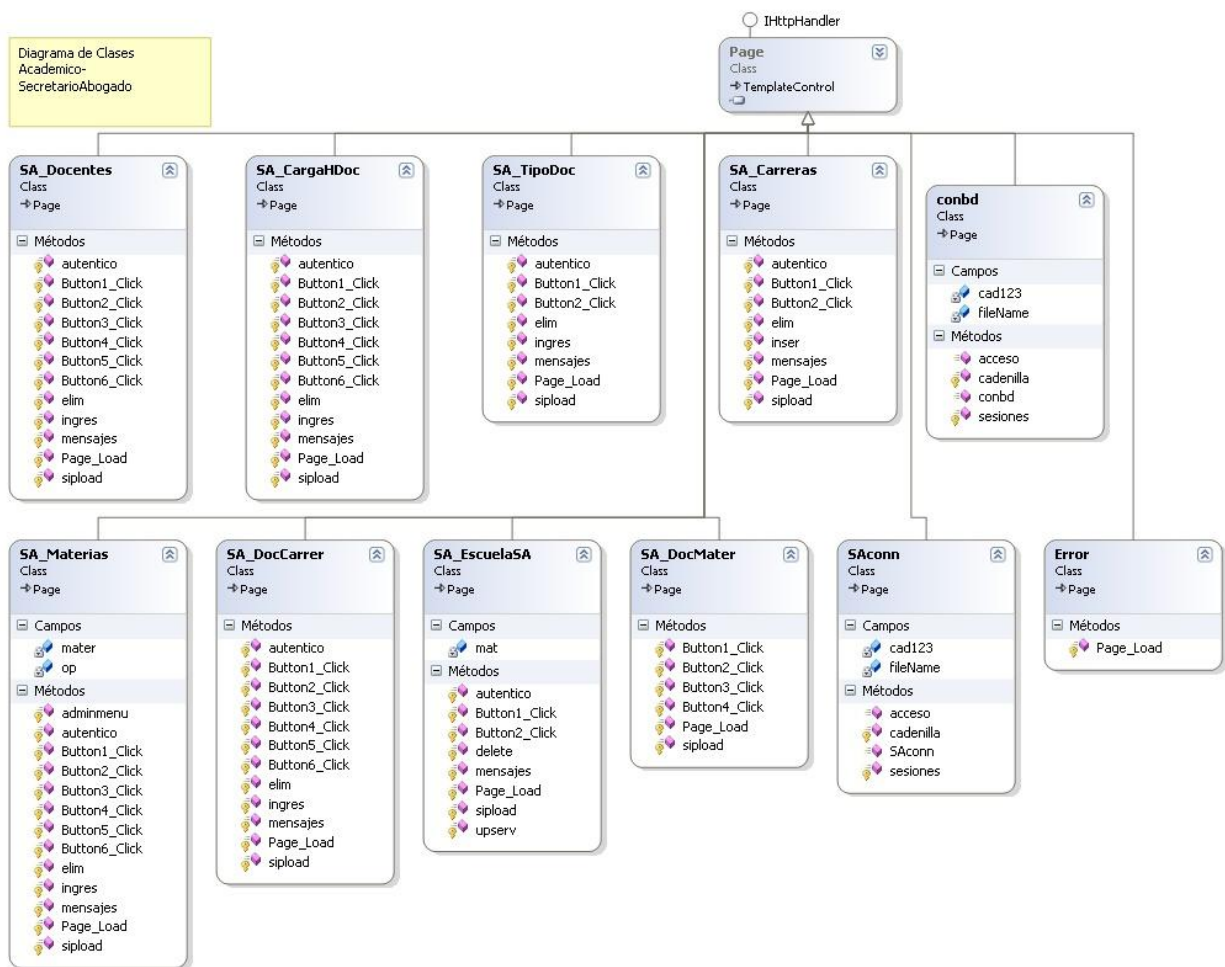 IHttpHandler
Diagrama de Clases
Academico-
SecretarioAbogado
Page
Class
TemplateControl
SA_Docentes
Class
Page
Métodos
autentico
Button1_Click
Button2_Click
Button3_Click
Button4_Click
Button5_Click
Button6_Click
elim
ingres
mensajes
Page_Load
sipload
SA_CargaHDoc
Class
Page
Métodos
autentico
Button1_Click
Button2_Click
Button3_Click
Button4_Click
Button5_Click
Button6_Click
elim
ingres
mensajes
Page_Load
sipload
SA_TipoDoc
Class
Page
Métodos
autentico
Button1_Click
Button2_Click
elim
ingres
mensajes
Page_Load
sipload
SA_Carreras
Class
Page
Métodos
autentico
Button1_Click
Button2_Click
elim
inser
mensajes
Page_Load
sipload
conbd
Class
Page
Campos
cad123
fileName
Métodos
acceso
cadenilla
conbd
sesiones
SA_Materias
Class
Page
Campos
mater
op
Métodos
adminmenu
autentico
Button1_Click
Button2_Click
Button3_Click
Button4_Click
Button5_Click
Button6_Click
elim
ingres
mensajes
Page_Load
sipload
SA_DocCarrer
Class
Page
Métodos
autentico
Button1_Click
Button2_Click
Button3_Click
Button4_Click
Button5_Click
Button6_Click
elim
ingres
mensajes
Page_Load
sipload
SA_EscuelaSA
Class
Page
Campos
mat
Métodos
autentico
Button1_Click
Button2_Click
delete
mensajes
Page_Load
sipload
upserv
SA_DocMater
Class
Page
Métodos
Button1_Click
Button2_Click
Button3_Click
Button4_Click
Page_Load
sipload
SAconn
Class
Page
Campos
cad123
fileName
Métodos
acceso
cadenilla
SAconn
sesiones
Error
Class
Page
Métodos
Page_Load